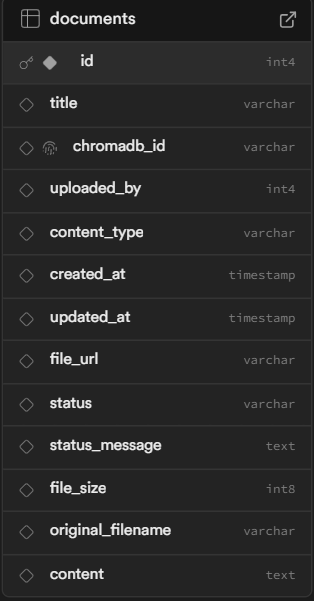 documents
id int4
title varchar
chromadb_id varchar
uploaded_by int4
content_type varchar
created_at timestamp
updated_at timestamp
file_url varchar
status varchar
status_message text
file_size int8
original_filename varchar
content text